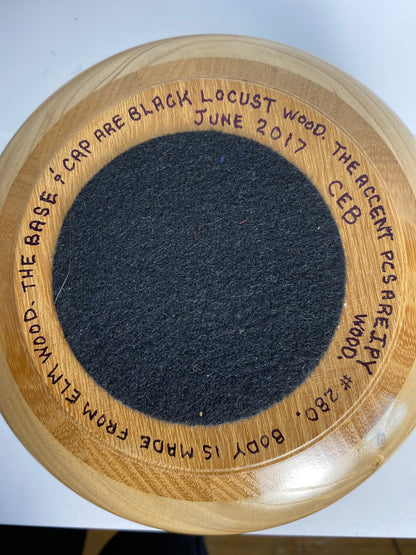 # 280. BODY IS MADE FROM ELM WOOD. THE BASE & CAP ARE BLACK LOCUST WOOD. THE ACCENT PCS ARE IPY
WOOD.
JUNE 2017
CEB